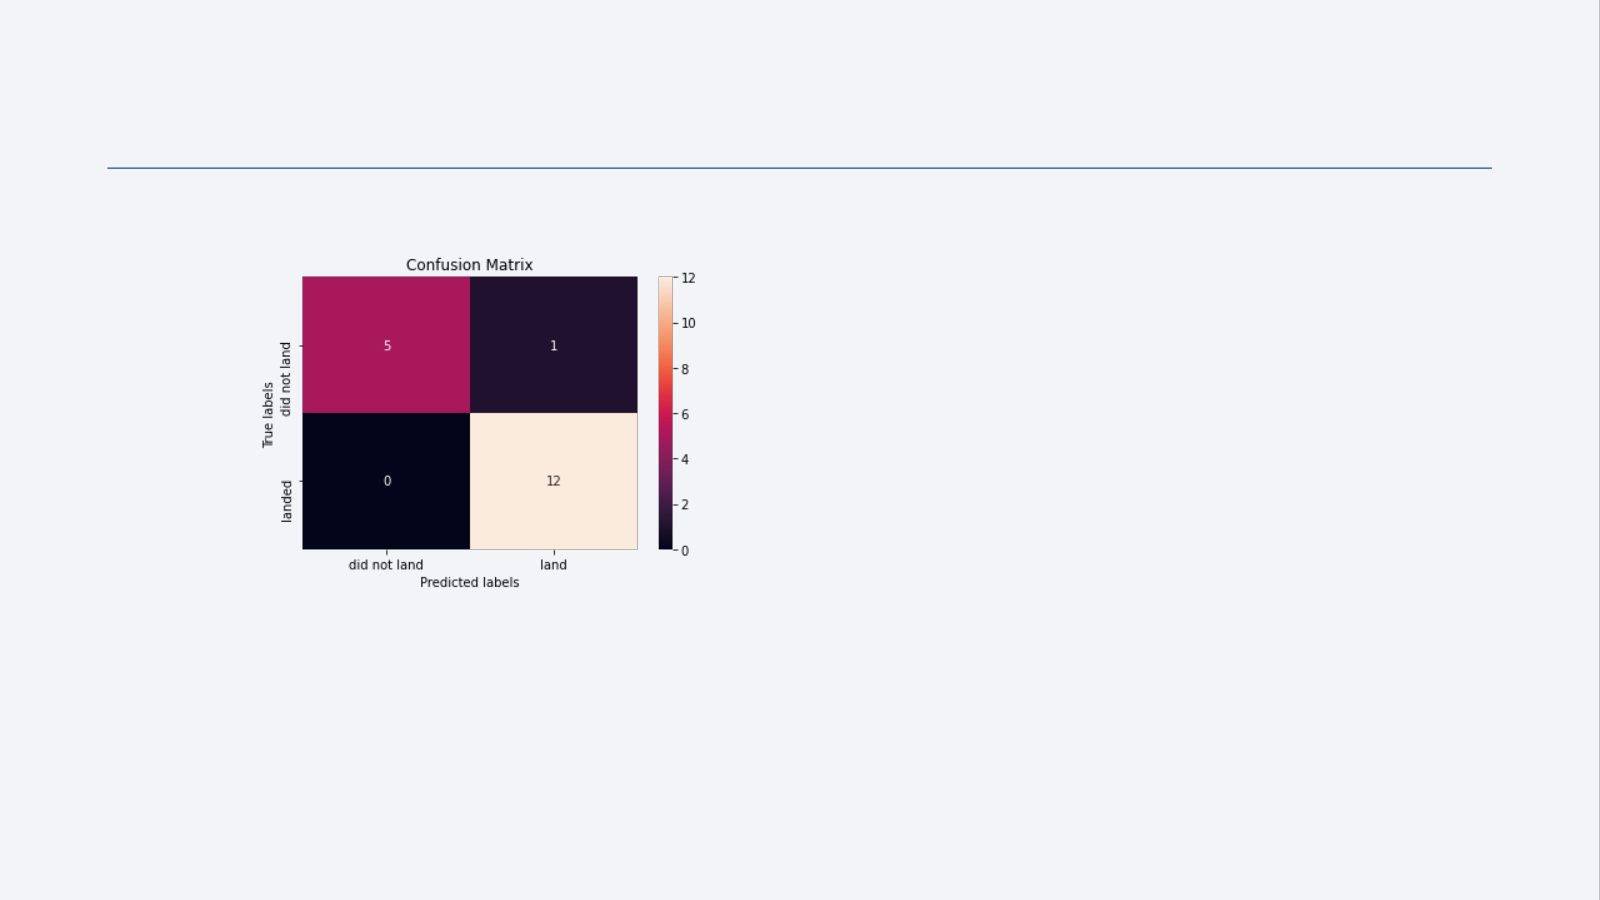 Confusion Matrix
True labels
did not land
landed
5
1
0
12
did not land
land
Predicted labels
12
10
8
6
4
2
0